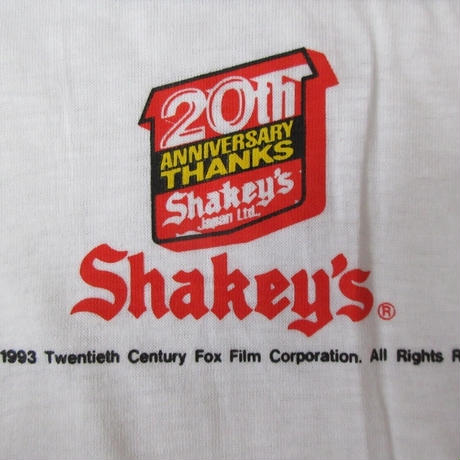 20th
ANNIVERSARY
THANKS
Shakey's
Japan Ltd.,
Shakey's®
1993 Twentieth Century Fox Film Corporation. All Rights R